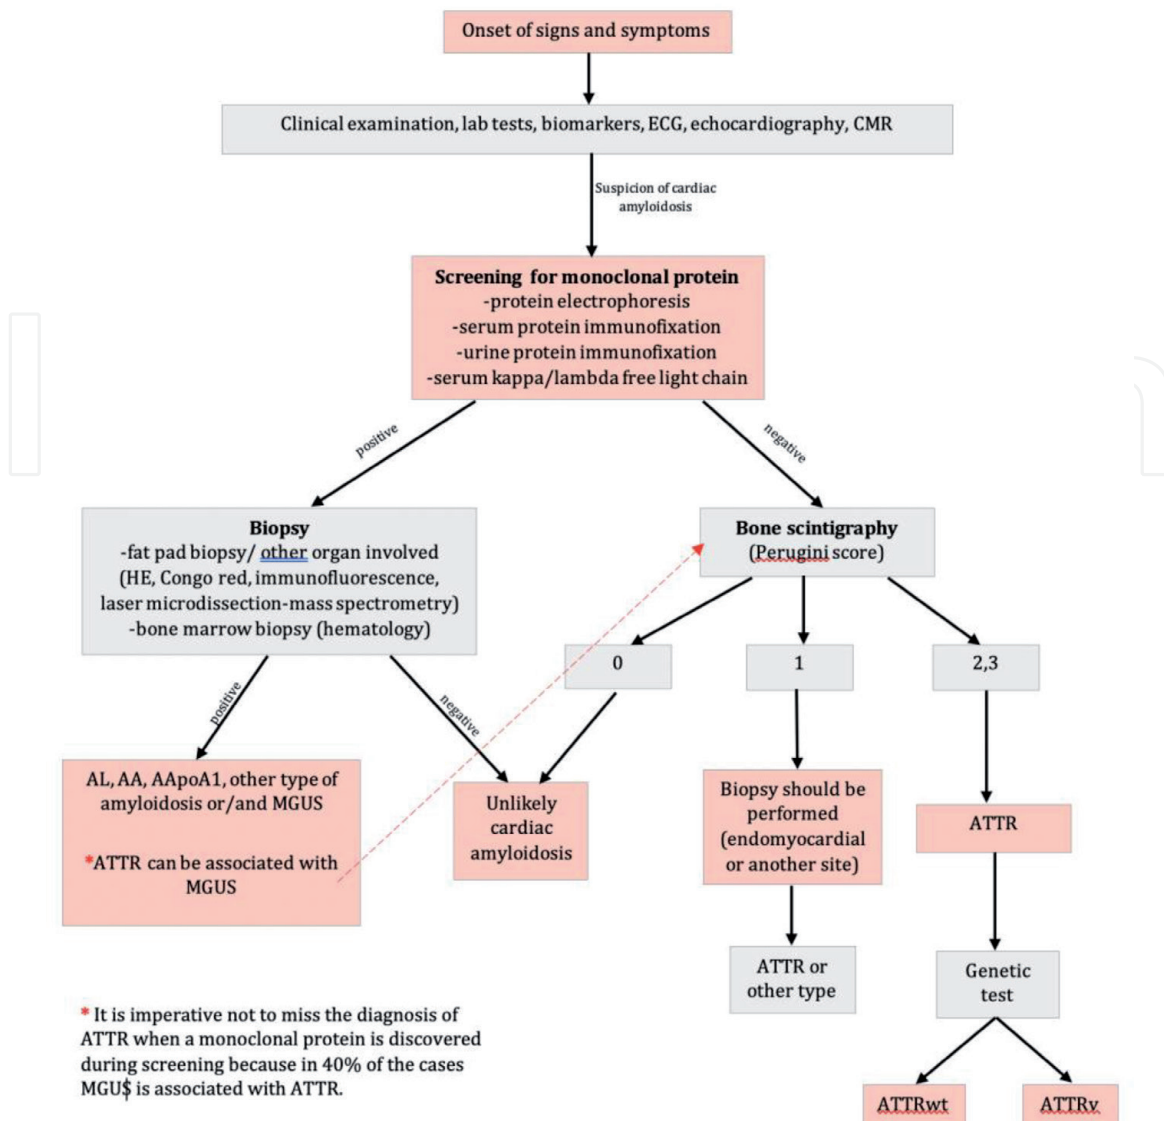 Onset of signs and symptoms
Clinical examination, lab tests, biomarkers, ECG, echocardiography, CMR
Suspicion of cardiac
amyloidosis
Screening for monoclonal protein
-protein electrophoresis
-serum protein immunofixation
-urine protein immunofixation
-serum kappa/lambda free light chain
positive
negative
Biopsy
-fat pad biopsy/ other organ involved
(HE, Congo red, immunofluorescence,
laser microdissection-mass spectrometry)
-bone marrow biopsy (hematology)
Bone scintigraphy
(Perugini score)
0
1
2,3
positive
negative
AL, AA, AApoA1, other type of
amyloidosis or/and MGUS
*ATTR can be associated with
MGUS
Unlikely
cardiac
amyloidosis
Biopsy should be
performed
(endomyocardial
or another site)
ATTR
ATTR or
other type
Genetic
test
ATTRwt
ATTRv
* It is imperative not to miss the diagnosis of
ATTR when a monoclonal protein is discovered
during screening because in 40% of the cases
MGU$ is associated with ATTR.